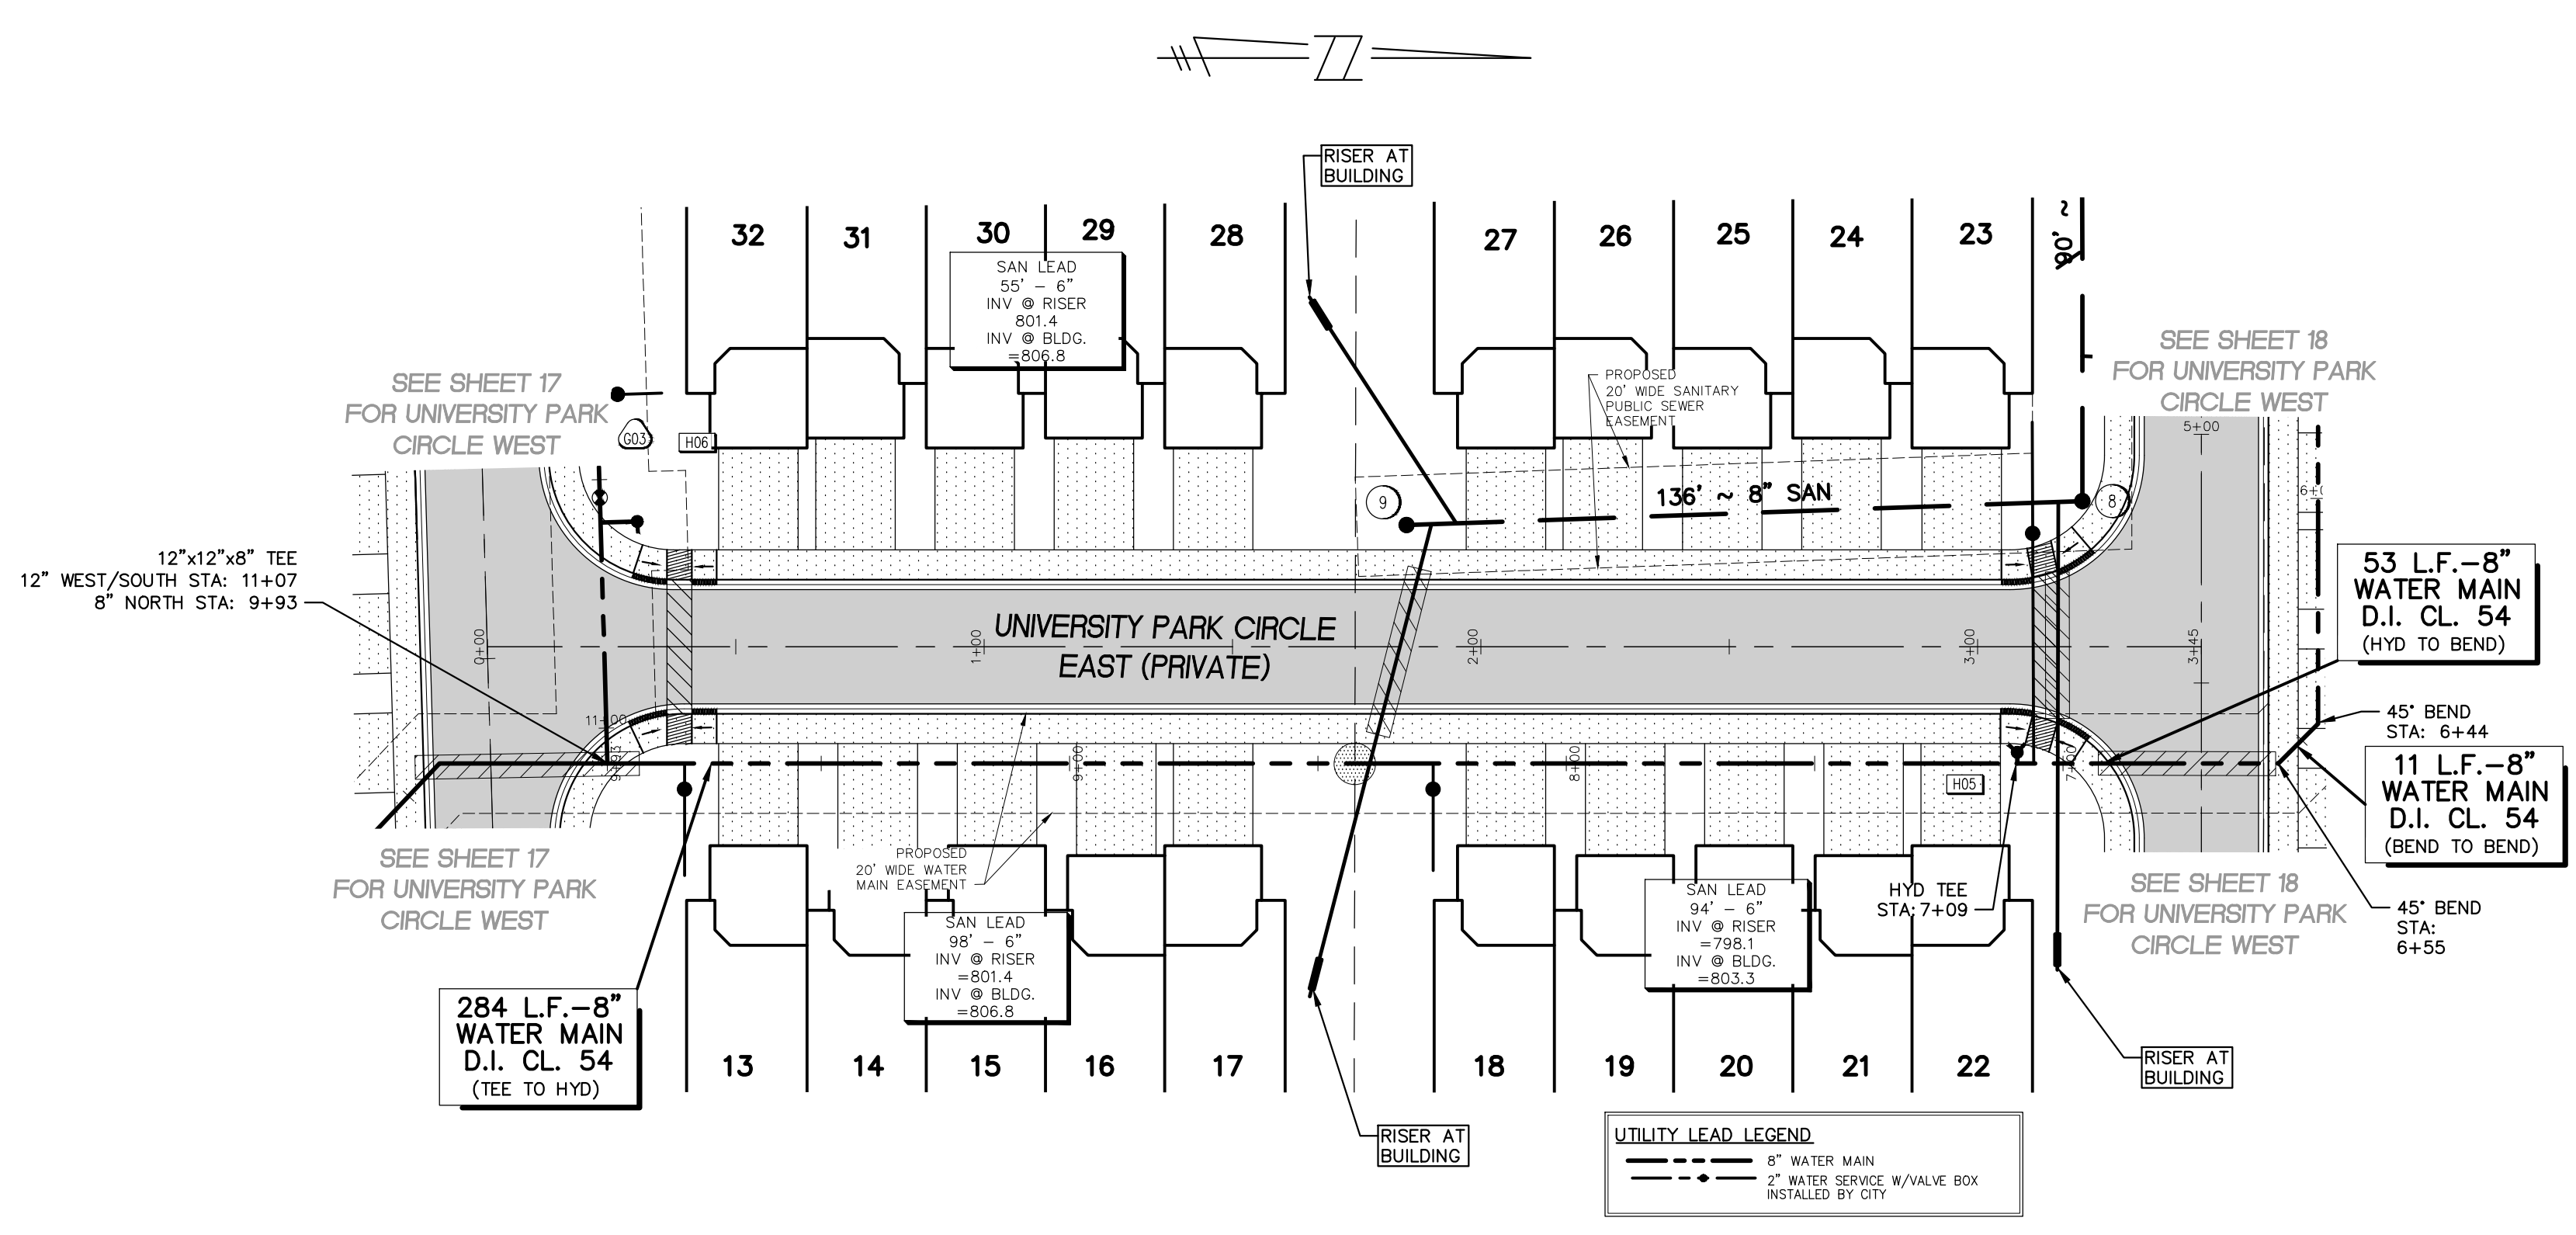 RISER AT
BUILDING
32
31
30
29
28
27
26
25
24
23
90' ~
SAN LEAD
55' – 6"
INV @ RISER
801.4
INV @ BLDG.
=806.8
SEE SHEET 17
FOR UNIVERSITY PARK
CIRCLE WEST
G03
H06
PROPOSED
20' WIDE SANITARY
PUBLIC SEWER
EASEMENT
SEE SHEET 18
FOR UNIVERSITY PARK
CIRCLE WEST
5+00
9
136' ~ 8" SAN
8
12"x12"x8" TEE
12" WEST/SOUTH STA: 11+07
8" NORTH STA: 9+93
53 L.F.–8"
WATER MAIN
D.I. CL. 54
(HYD TO BEND)
0+00
1+00
UNIVERSITY PARK CIRCLE
EAST (PRIVATE)
2+00
3+00
3+45
11+00
9+93
9+00
8+00
7+00
45° BEND
STA: 6+44
H05
11 L.F.–8"
WATER MAIN
D.I. CL. 54
(BEND TO BEND)
SEE SHEET 17
FOR UNIVERSITY PARK
CIRCLE WEST
PROPOSED
20' WIDE WATER
MAIN EASEMENT
SAN LEAD
98' – 6"
INV @ RISER
=801.4
INV @ BLDG.
=806.8
SAN LEAD
94' – 6"
INV @ RISER
=798.1
INV @ BLDG.
=803.3
HYD TEE
STA: 7+09
SEE SHEET 18
FOR UNIVERSITY PARK
CIRCLE WEST
45° BEND
STA:
6+55
284 L.F.–8"
WATER MAIN
D.I. CL. 54
(TEE TO HYD)
13
14
15
16
17
18
19
20
21
22
RISER AT
BUILDING
RISER AT
BUILDING
UTILITY LEAD LEGEND
8" WATER MAIN
2" WATER SERVICE W/VALVE BOX
INSTALLED BY CITY